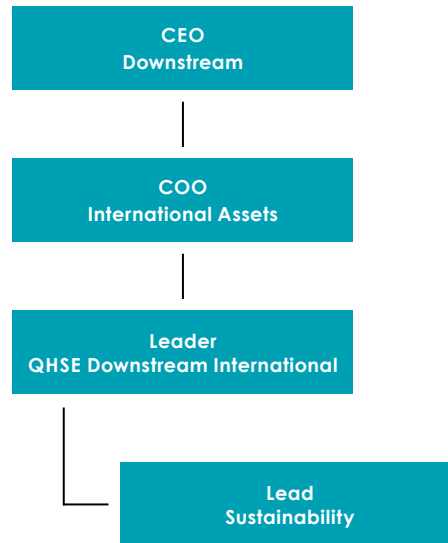 CEO
Downstream
COO
International Assets
Leader
QHSE Downstream International
Lead
Sustainability